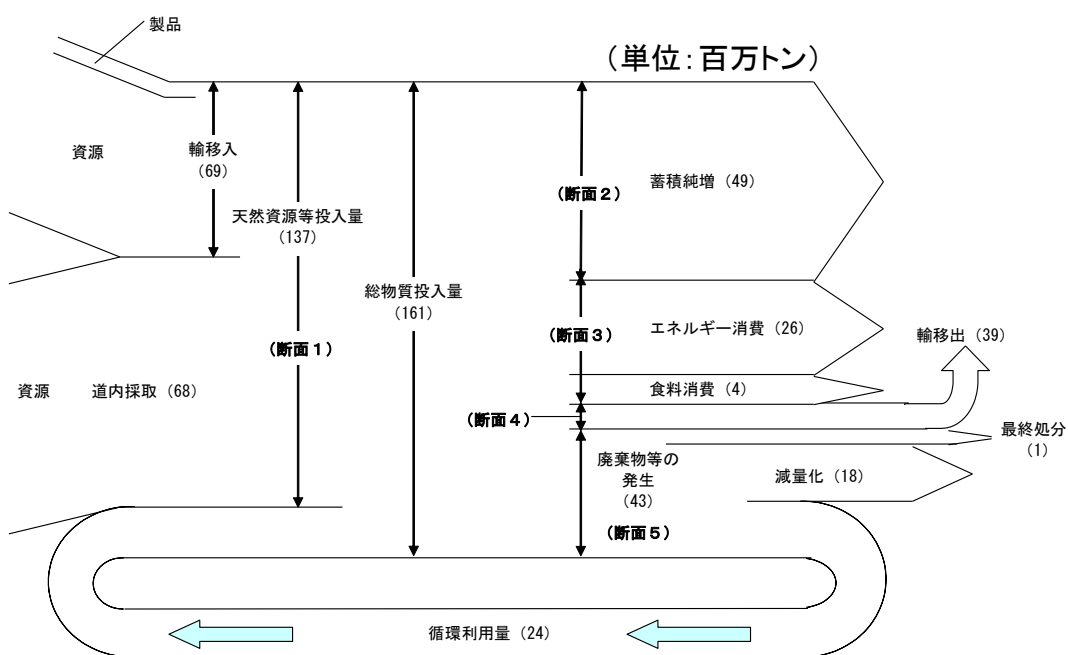 製品
（単位：百万トン）
資源
輸移入
（69）
天然資源等投入量
（137）
蓄積純増（49）
（断面２）
総物質投入量
（161）
エネルギー消費（26）
（断面３）
輸移出（39）
（断面１）
資源
道内採取（68）
食料消費（4）
（断面４）
最終処分
（1）
廃棄物等の
発生
（43）
減量化（18）
（断面５）
循環利用量（24）